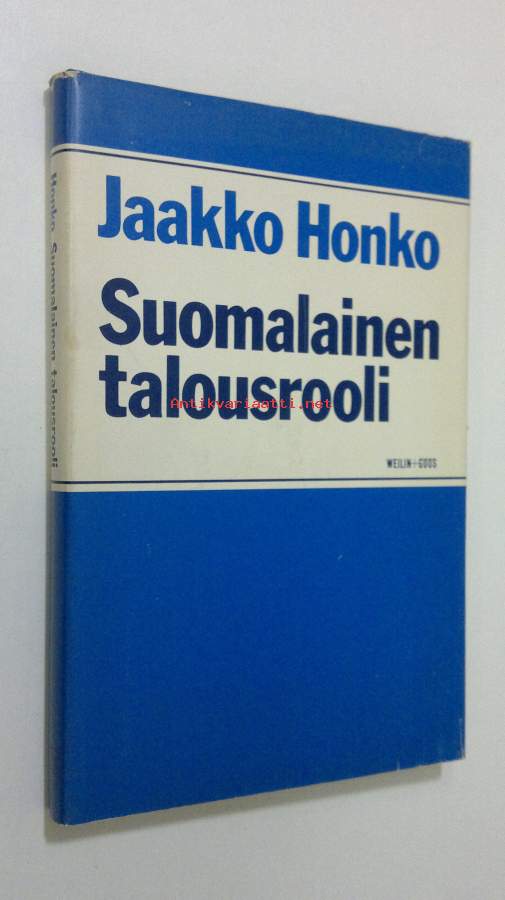 Jaakko Honko
Suomalainen
talousrooli
Antikvariaatti.net
WEILIN+GÖÖS
Honko Suomalainen talousrooli